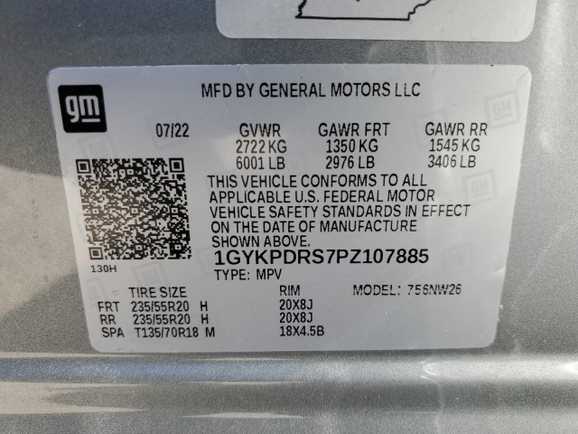 gm
MFD BY GENERAL MOTORS LLC
07/22 GVWR GAWR FRT GAWR RR
2722 KG 1350 KG 1545 KG
6001 LB 2976 LB 3406 LB
THIS VEHICLE CONFORMS TO ALL
APPLICABLE U.S. FEDERAL MOTOR
VEHICLE SAFETY STANDARDS IN EFFECT
ON THE DATE OF MANUFACTURE
SHOWN ABOVE.
1GYKPDRS7PZ107885
130H
TYPE: MPV
TIRE SIZE RIM MODEL: 756NW26
FRT 235/55R20 H 20X8J
RR 235/55R20 H 20X8J
SPA T135/70R18 M 18X4.5B